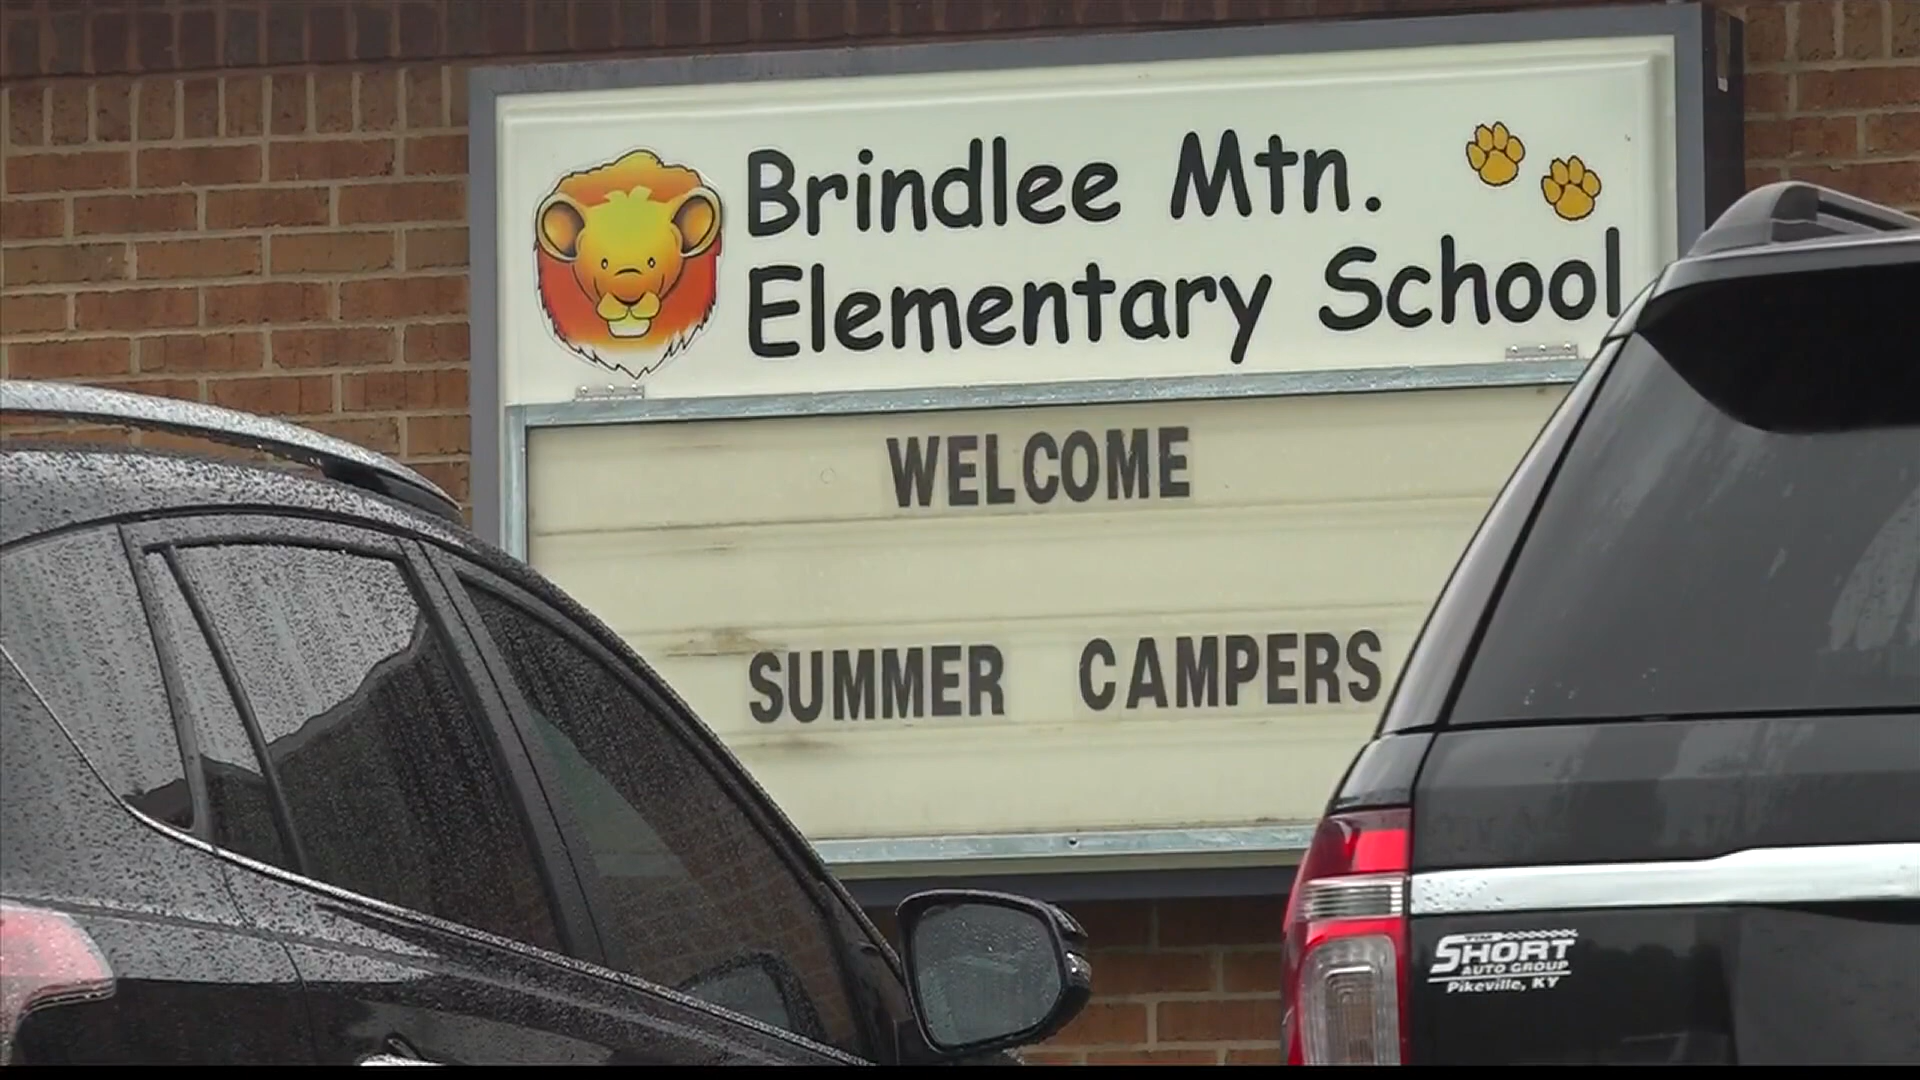 Brindlee Mtn.
Elementary School
WELCOME
SUMMER CAMPERS
SHORT
AUTO GROUP
Pikeville, KY